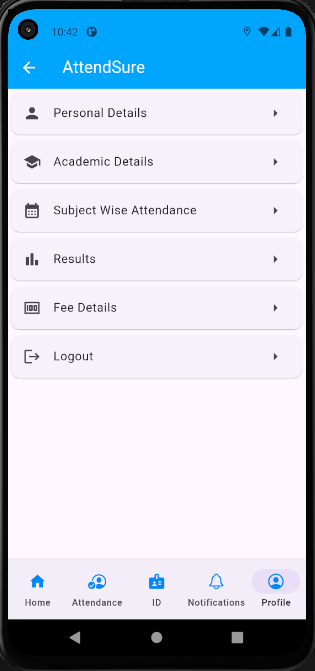 10:42
AttendSure
Personal Details
Academic Details
Subject Wise Attendance
Results
Fee Details
Logout
Home Attendance ID Notifications Profile